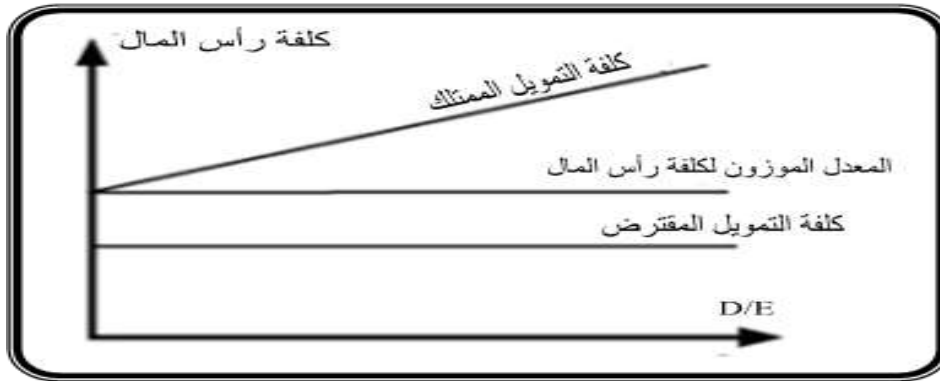 كلفة رأس المال
كلفة التمويل الممتلك
المعدل الموزون لكلفة رأس المال
كلفة التمويل المقترض
D/E